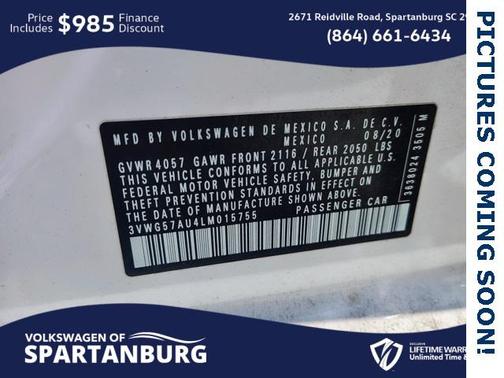 Price
Includes $985 Finance
Discount
2671 Reidville Road, Spartanburg SC
(864) 661-6434
PICTURES COMING SOON!
MFD BY VOLKSWAGEN DE MEXICO S.A. DE C.V.
MEXICO 08/20
GVWR 4057 GAWR FRONT 2116 / REAR 2050 LBS
THIS VEHICLE CONFORMS TO ALL APPLICABLE U.S.
FEDERAL MOTOR VEHICLE SAFETY, BUMPER AND
THEFT PREVENTION STANDARDS IN EFFECT ON
THE DATE OF MANUFACTURE SHOWN ABOVE.
3VWG57AU4LM015755 PASSENGER CAR
3638024 3505 M
VOLKSWAGEN OF
SPARTANBURG
EXCLUSIVE
LIFETIME WARR
Unlimited Time &